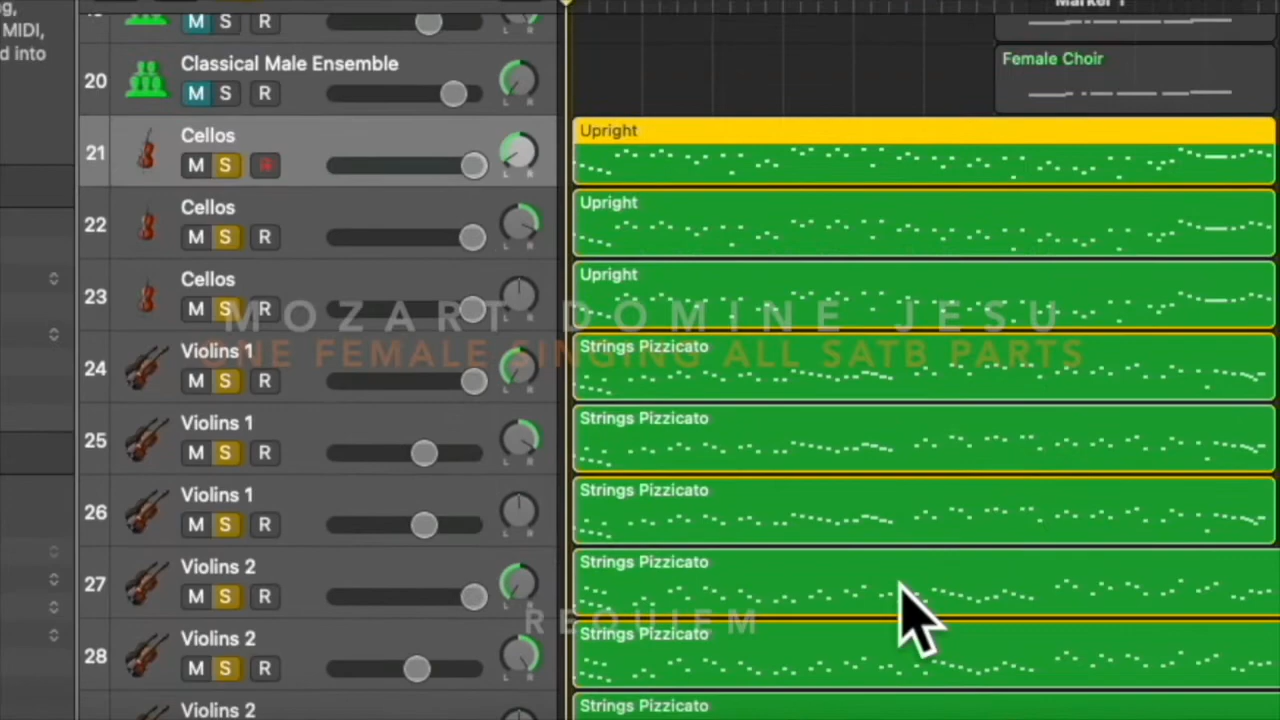 ng,
MIDI,
d into
Marker 1
M S
20 Classical Male Ensemble
M S R
L R
Female Choir
21 Cellos
M S R
L R
Upright
22 Cellos
M S R
L R
Upright
23 Cellos
M S R
L R
Upright
MOZART DOMINE JESU
ONE FEMALE SINGING ALL SATB PARTS
24 Violins 1
M S R
L R
Strings Pizzicato
25 Violins 1
M S R
L R
Strings Pizzicato
26 Violins 1
M S R
L R
Strings Pizzicato
27 Violins 2
M S R
L R
Strings Pizzicato
REQUIEM
28 Violins 2
M S R
L R
Strings Pizzicato
Violins 2
Strings Pizzicato